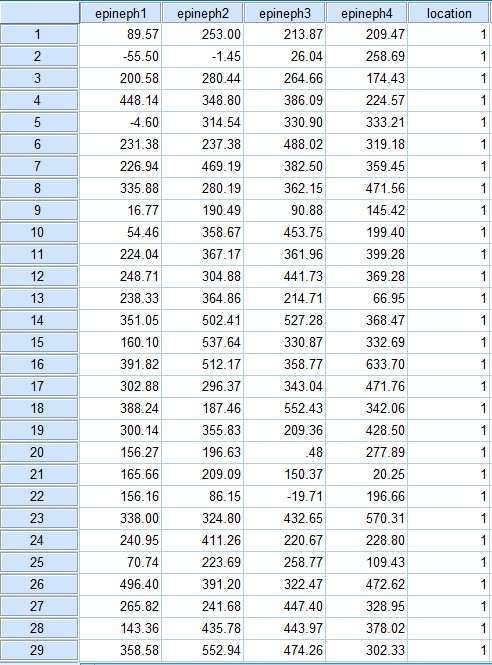 epineph1 epineph2 epineph3 epineph4 location
1 89.57 253.00 213.87 209.47 1
2 -55.50 -1.45 26.04 258.69 1
3 200.58 280.44 264.66 174.43 1
4 448.14 348.80 386.09 224.57 1
5 -4.60 314.54 330.90 333.21 1
6 231.38 237.38 488.02 319.18 1
7 226.94 469.19 382.50 359.45 1
8 335.88 280.19 362.15 471.56 1
9 16.77 190.49 90.88 145.42 1
10 54.46 358.67 453.75 199.40 1
11 224.04 367.17 361.96 399.28 1
12 248.71 304.88 441.73 369.28 1
13 238.33 364.86 214.71 66.95 1
14 351.05 502.41 527.28 368.47 1
15 160.10 537.64 330.87 332.69 1
16 391.82 512.17 358.77 633.70 1
17 302.88 296.37 343.04 471.76 1
18 388.24 187.46 552.43 342.06 1
19 300.14 355.83 209.36 428.50 1
20 156.27 196.63 .48 277.89 1
21 165.66 209.09 150.37 20.25 1
22 156.16 86.15 -19.71 196.66 1
23 338.00 324.80 432.65 570.31 1
24 240.95 411.26 220.67 228.80 1
25 70.74 223.69 258.77 109.43 1
26 496.40 391.20 322.47 472.62 1
27 265.82 241.68 447.40 328.95 1
28 143.36 435.78 443.97 378.02 1
29 358.58 552.94 474.26 302.33 1